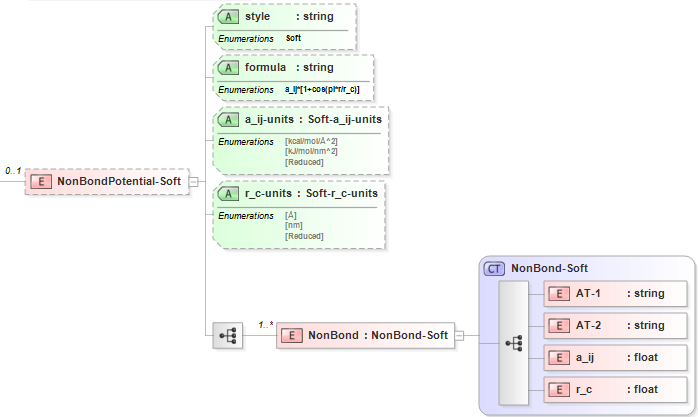 A style : string
Enumerations Soft
A formula : string
Enumerations a_ij*[1+cos(pi*r/r_c)]
A a_ij-units : Soft-a_ij-units
Enumerations [kcal/mol/Å^2]
[kJ/mol/nm^2]
[Reduced]
0..1
E NonBondPotential-Soft
A r_c-units : Soft-r_c-units
Enumerations [Å]
[nm]
[Reduced]
CT NonBond-Soft
E AT-1 : string
E AT-2 : string
1..*
E NonBond : NonBond-Soft
E a_ij : float
E r_c : float